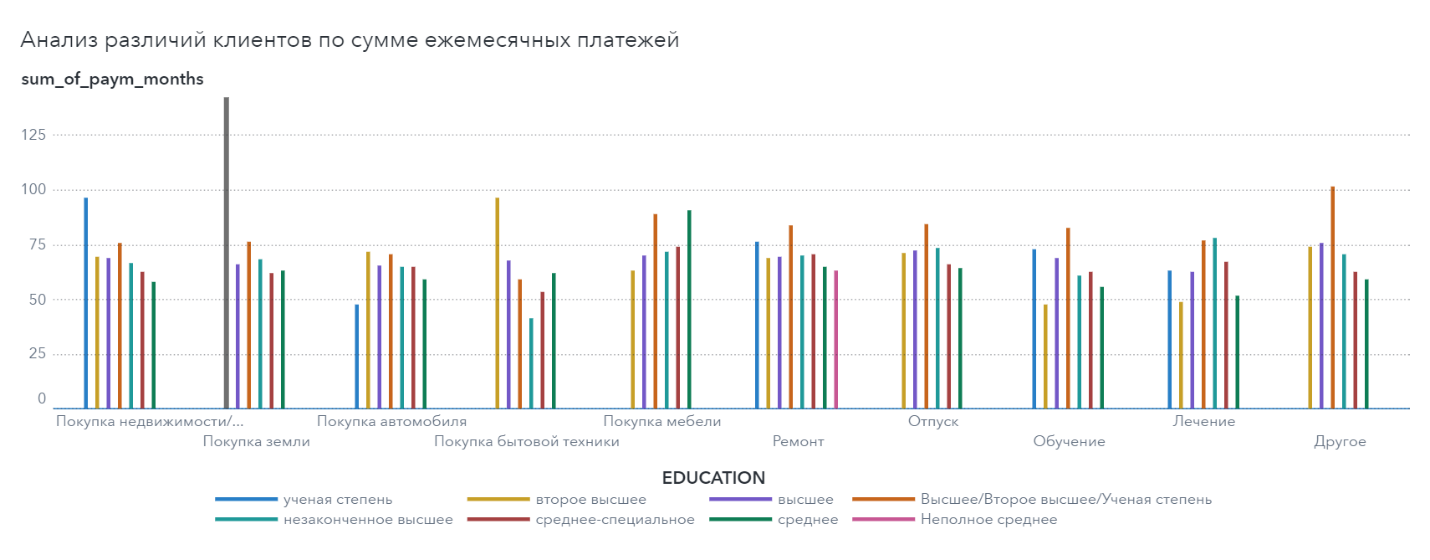 Анализ различий клиентов по сумме ежемесячных платежей
sum_of_paym_months
125
100
75
50
25
0
Покупка недвижимости/...
Покупка земли
Покупка автомобиля
Покупка бытовой техники
Покупка мебели
Ремонт
Отпуск
Обучение
Лечение
Другое
EDUCATION
ученая степень второе высшее высшее Высшее/Второе высшее/Ученая степень
незаконченное высшее среднее-специальное среднее Неполное среднее